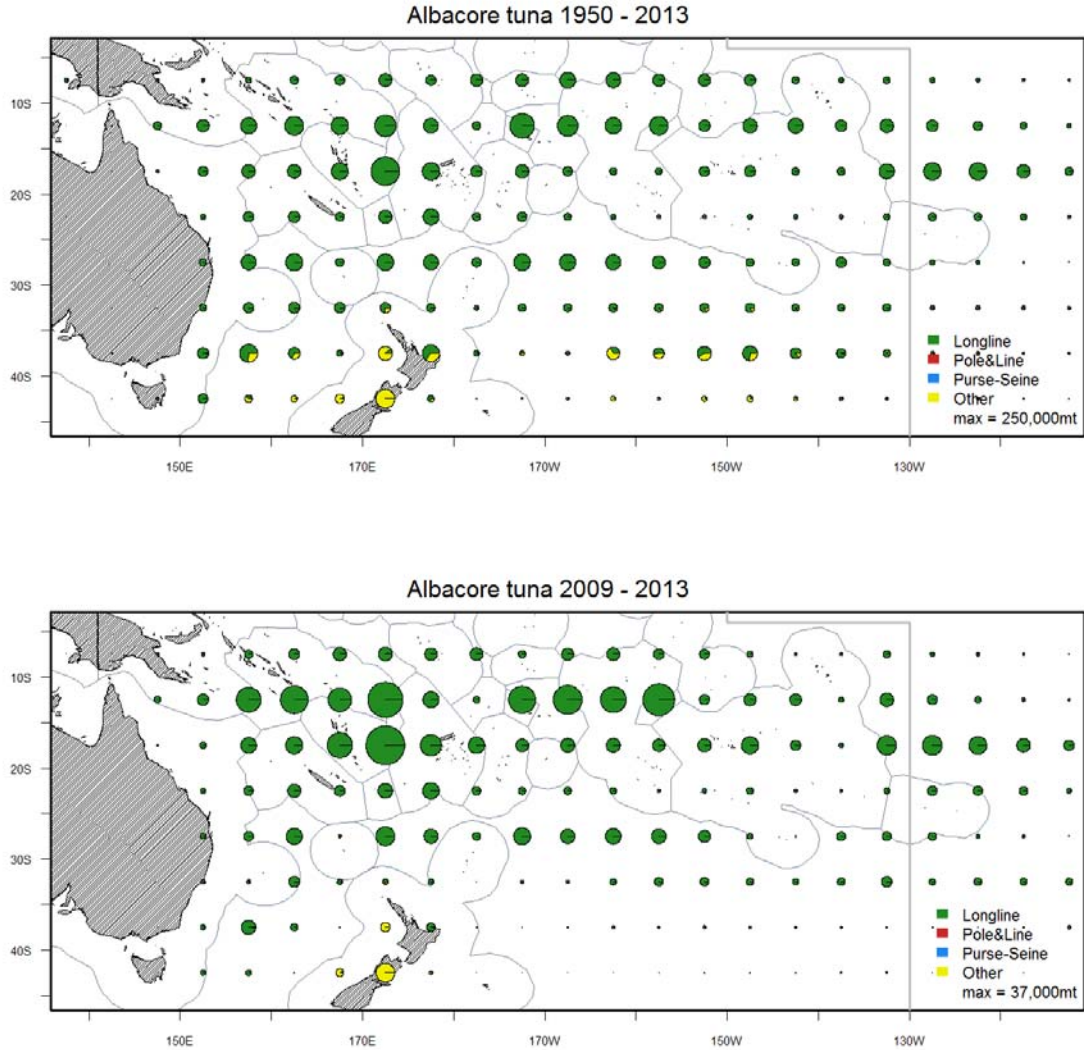 Albacore tuna 1950 - 2013
10S
20S
30S
40S
Longline
Pole&Line
Purse-Seine
Other
max = 250,000mt
150E 170E 170W 150W 130W
Albacore tuna 2009 - 2013
10S
20S
30S
40S
Longline
Pole&Line
Purse-Seine
Other
max = 37,000mt
150E 170E 170W 150W 130W